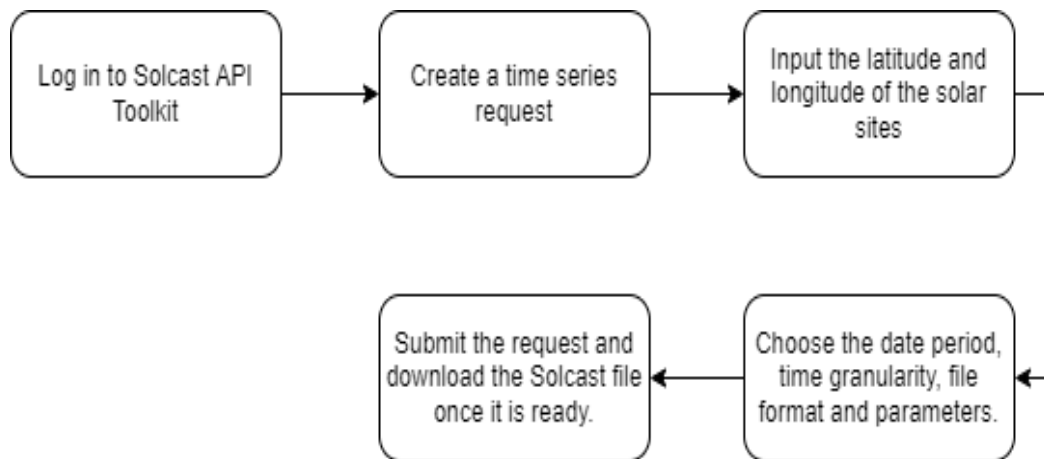 Log in to Solcast API
Toolkit
Create a time series
request
Input the latitude and
longitude of the solar
sites
Choose the date period,
time granularity, file
format and parameters.
Submit the request and
download the Solcast file
once it is ready.